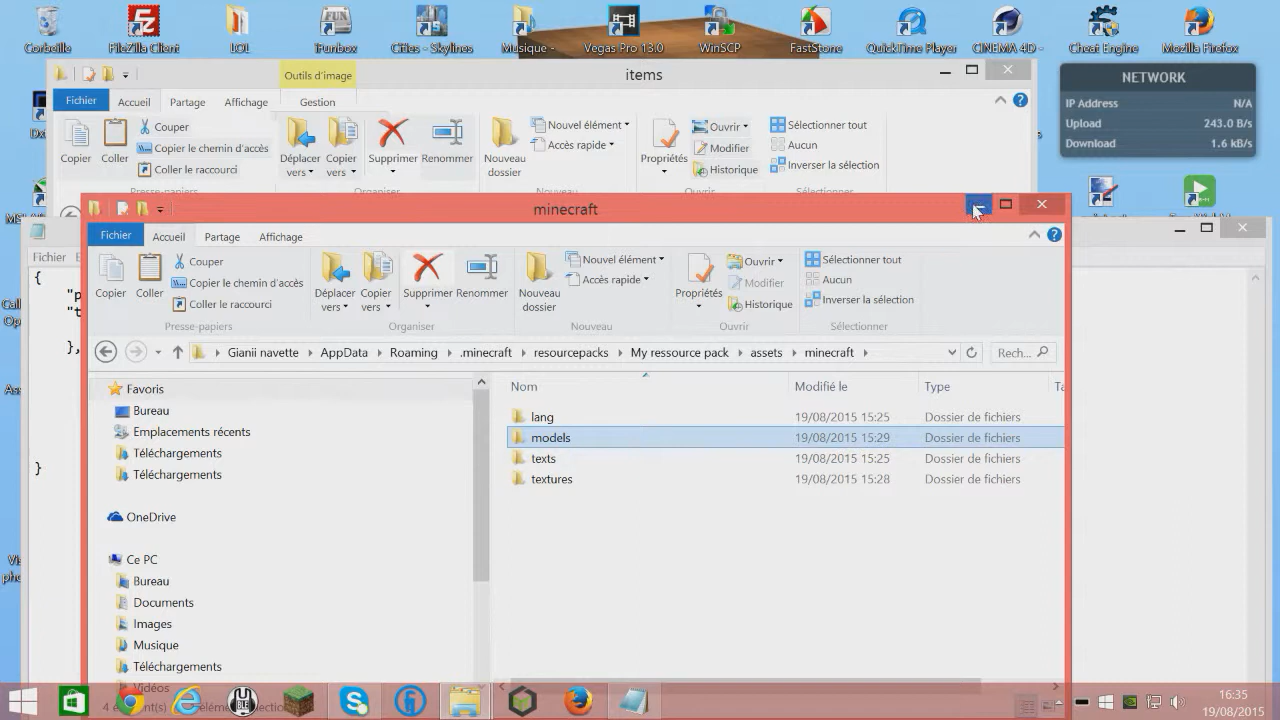 Corbeille
FileZilla Client
LOL
iFunbox
Cities - Skylines
Musique -
Vegas Pro 13.0
WinSCP
FastStone
QuickTime Player
CINEMA 4D -
Cheat Engine
Mozilla Firefox
Outils d'image
items
NETWORK
IP Address N/A
Upload 243.0 B/s
Download 1.6 kB/s
Fichier
Accueil
Partage
Affichage
Gestion
Copier
Coller
Couper
Copier le chemin d'accès
Coller le raccourci
Déplacer vers
Copier vers
Supprimer
Renommer
Nouveau dossier
Nouvel élément
Accès rapide
Propriétés
Ouvrir
Modifier
Historique
Sélectionner tout
Aucun
Inverser la sélection
Presse-papiers
Organiser
Nouveau
Ouvrir
Sélectionner
minecraft
Fichier
Accueil
Partage
Affichage
Copier
Coller
Couper
Copier le chemin d'accès
Coller le raccourci
Déplacer vers
Copier vers
Supprimer
Renommer
Nouveau dossier
Nouvel élément
Accès rapide
Propriétés
Ouvrir
Modifier
Historique
Sélectionner tout
Aucun
Inverser la sélection
Presse-papiers
Organiser
Nouveau
Ouvrir
Sélectionner
Gianii navette
AppData
Roaming
.minecraft
resourcepacks
My ressource pack
assets
minecraft
Rech...
Nom Modifié le Type
lang 19/08/2015 15:25 Dossier de fichiers
models 19/08/2015 15:29 Dossier de fichiers
texts 19/08/2015 15:25 Dossier de fichiers
textures 19/08/2015 15:28 Dossier de fichiers
Favoris
Bureau
Emplacements récents
Téléchargements
Téléchargements
OneDrive
Ce PC
Bureau
Documents
Images
Musique
Téléchargements
Vidéos
Fichier
{
"p
"t
},
}
16:35
19/08/2015